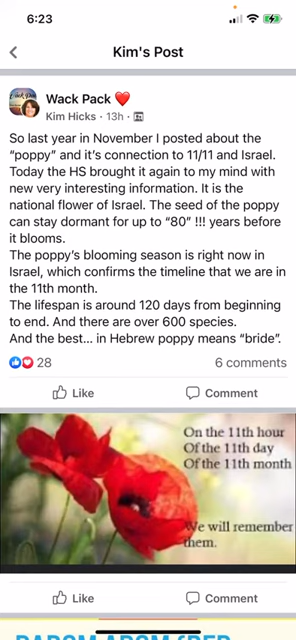 6:23
Kim's Post
Wack Pack ❤️
Kim Hicks · 13h ·
So last year in November I posted about the
"poppy" and it's connection to 11/11 and Israel.
Today the HS brought it again to my mind with
new very interesting information. It is the
national flower of Israel. The seed of the poppy
can stay dormant for up to "80" !!! years before
it blooms.
The poppy's blooming season is right now in
Israel, which confirms the timeline that we are in
the 11th month.
The lifespan is around 120 days from beginning
to end. And there are over 600 species.
And the best... in Hebrew poppy means "bride".
28
6 comments
Like
Comment
On the 11th hour
Of the 11th day
Of the 11th month
We will remember
them.
Like
Comment